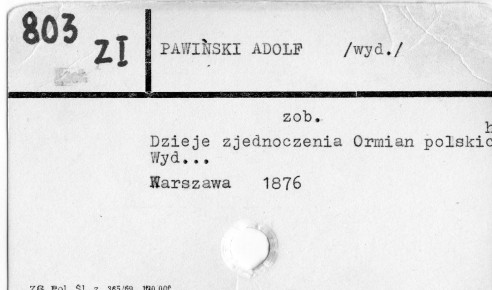 803 ZI
PAWIŃSKI ADOLF /wyd./
zob.
Dzieje zjednoczenia Ormian polskic
Wyd...
Warszawa 1876